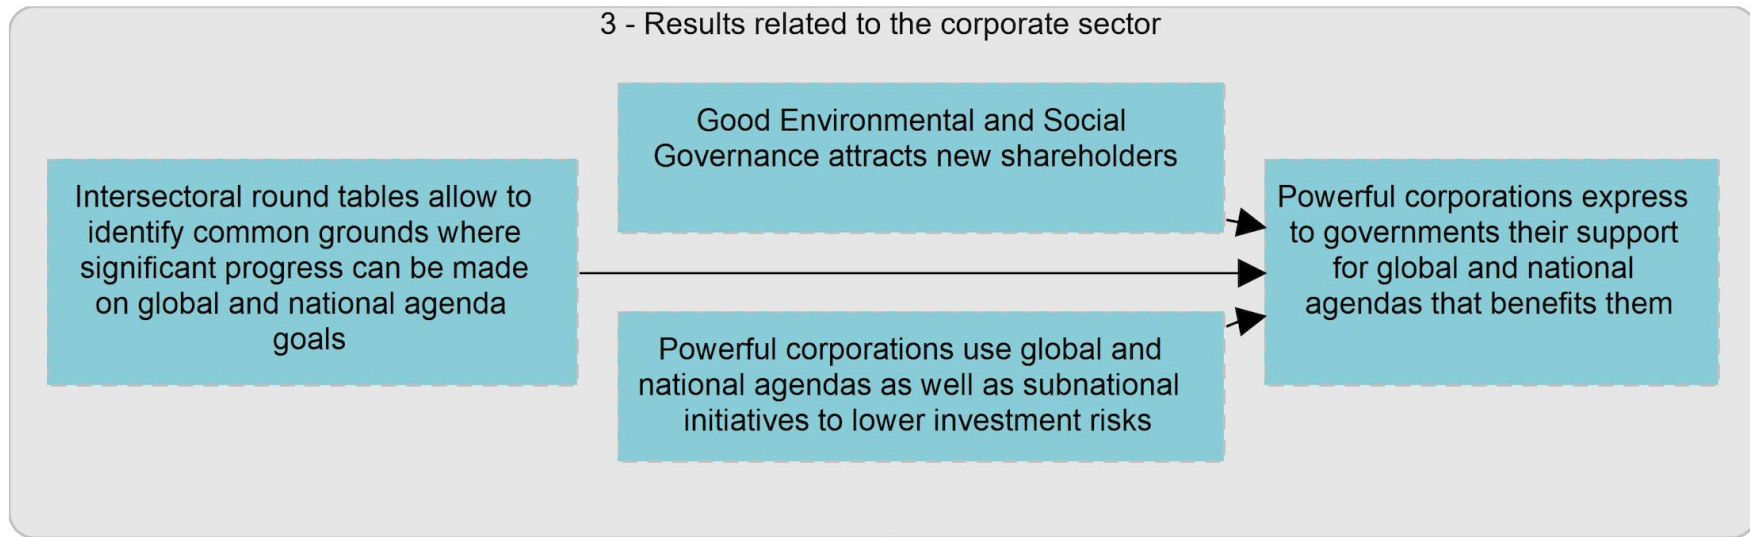 3 - Results related to the corporate sector
Intersectoral round tables allow to
identify common grounds where
significant progress can be made
on global and national agenda
goals
Good Environmental and Social
Governance attracts new shareholders
Powerful corporations use global and
national agendas as well as subnational
initiatives to lower investment risks
Powerful corporations express
to governments their support
for global and national
agendas that benefits them